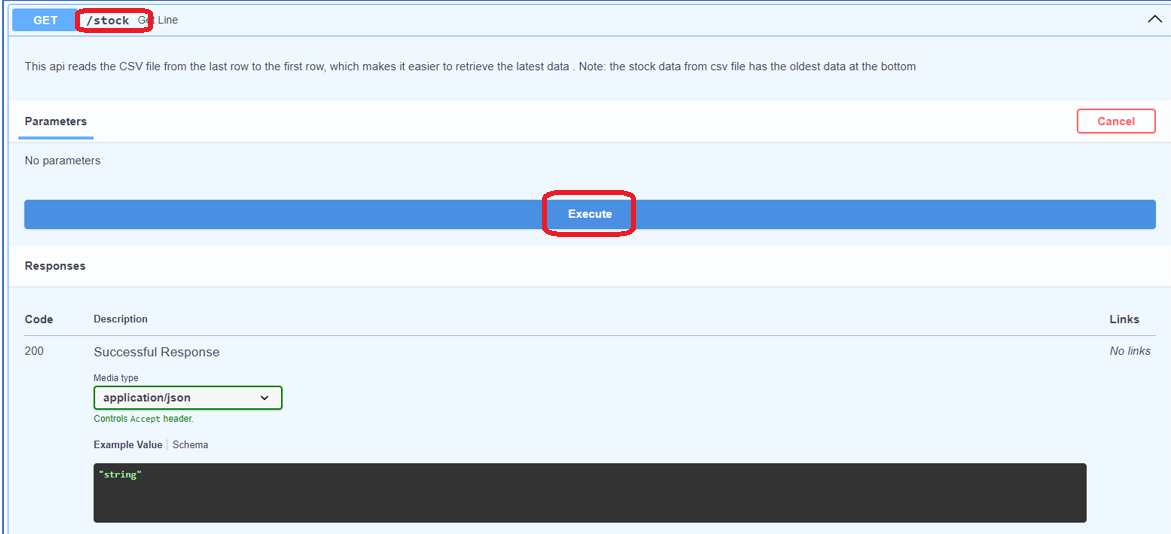 GET /stock Get Line
This api reads the CSV file from the last row to the first row, which makes it easier to retrieve the latest data . Note: the stock data from csv file has the oldest data at the bottom
Parameters Cancel
No parameters
Execute
Responses
Code Description Links
200 Successful Response No links
Media type
application/json
Controls Accept header.
Example Value Schema
"string"